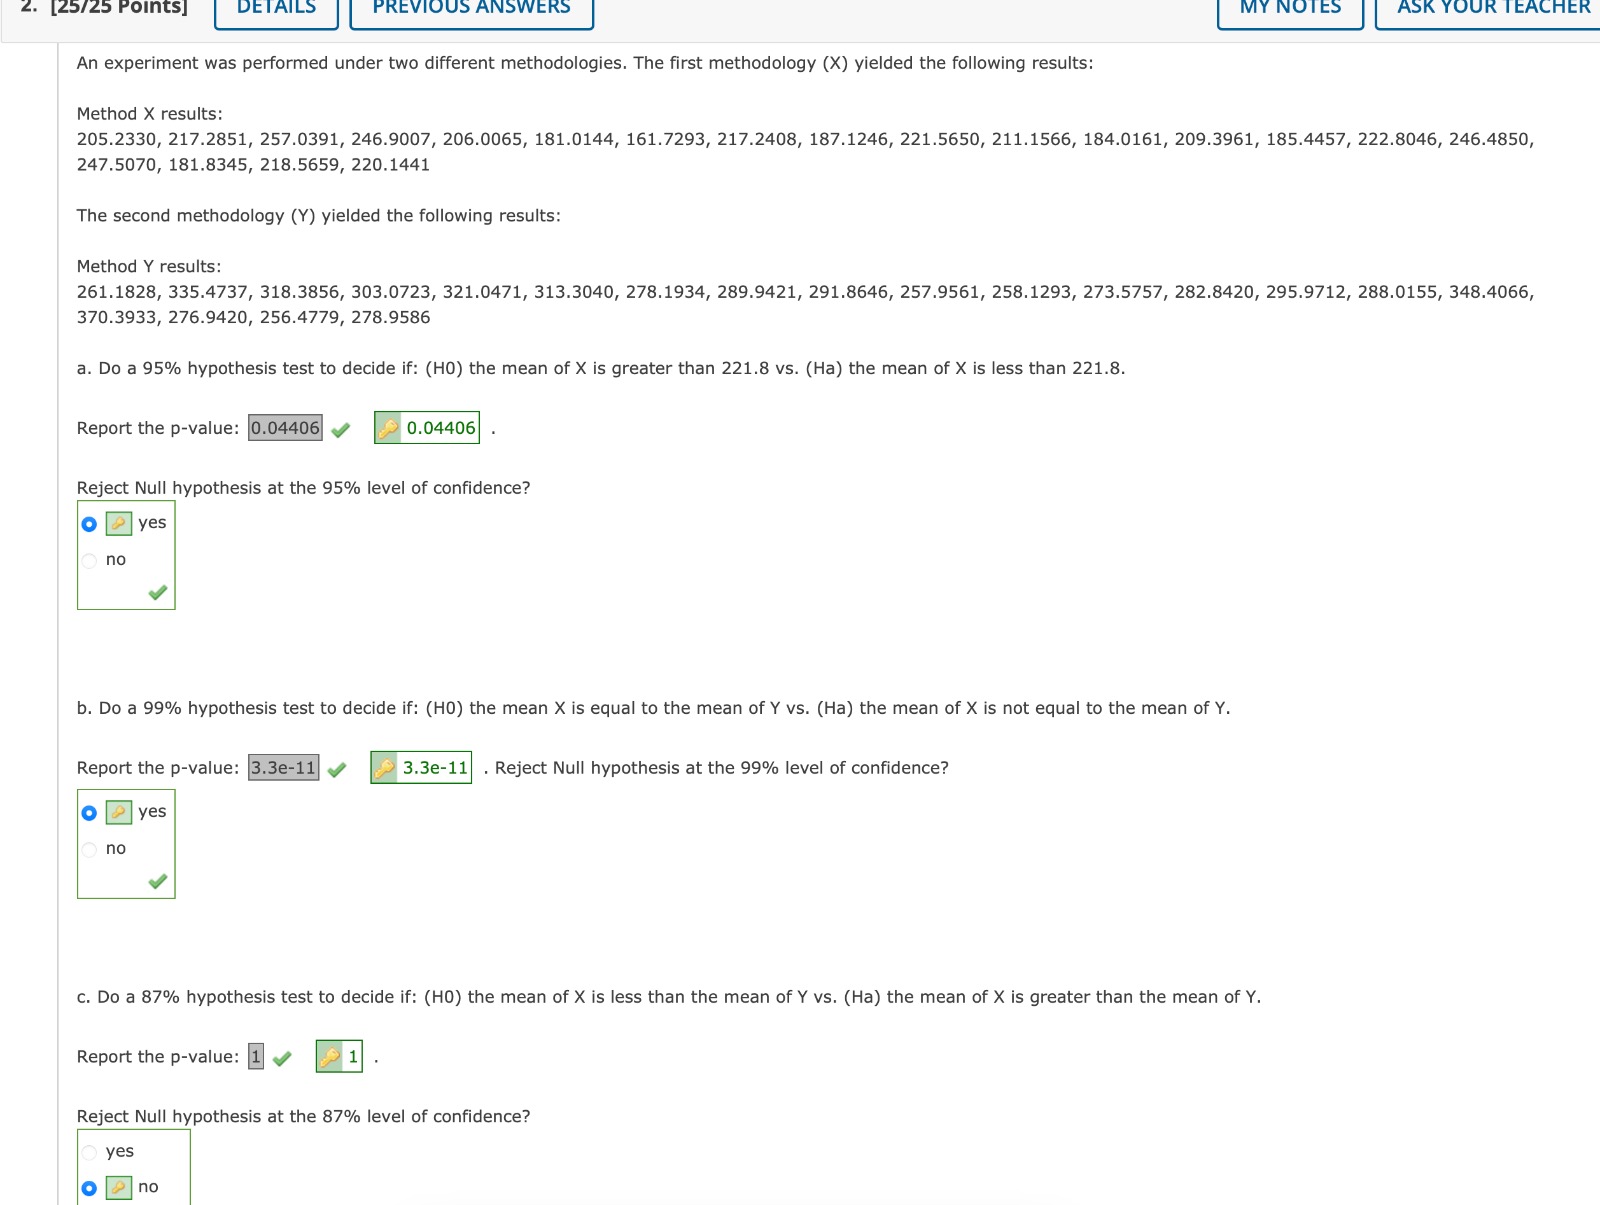 2. [25/25 Points] DETAILS PREVIOUS ANSWERS MY NOTES ASK YOUR TEACHER
An experiment was performed under two different methodologies. The first methodology (X) yielded the following results:
Method X results:
205.2330, 217.2851, 257.0391, 246.9007, 206.0065, 181.0144, 161.7293, 217.2408, 187.1246, 221.5650, 211.1566, 184.0161, 209.3961, 185.4457, 222.8046, 246.4850,
247.5070, 181.8345, 218.5659, 220.1441
The second methodology (Y) yielded the following results:
Method Y results:
261.1828, 335.4737, 318.3856, 303.0723, 321.0471, 313.3040, 278.1934, 289.9421, 291.8646, 257.9561, 258.1293, 273.5757, 282.8420, 295.9712, 288.0155, 348.4066,
370.3933, 276.9420, 256.4779, 278.9586
a. Do a 95% hypothesis test to decide if: (H0) the mean of X is greater than 221.8 vs. (Ha) the mean of X is less than 221.8.
Report the p-value: 0.04406 0.04406 .
Reject Null hypothesis at the 95% level of confidence?
yes
no
b. Do a 99% hypothesis test to decide if: (H0) the mean X is equal to the mean of Y vs. (Ha) the mean of X is not equal to the mean of Y.
Report the p-value: 3.3e-11 3.3e-11 . Reject Null hypothesis at the 99% level of confidence?
yes
no
c. Do a 87% hypothesis test to decide if: (H0) the mean of X is less than the mean of Y vs. (Ha) the mean of X is greater than the mean of Y.
Report the p-value: 1 1 .
Reject Null hypothesis at the 87% level of confidence?
yes
no